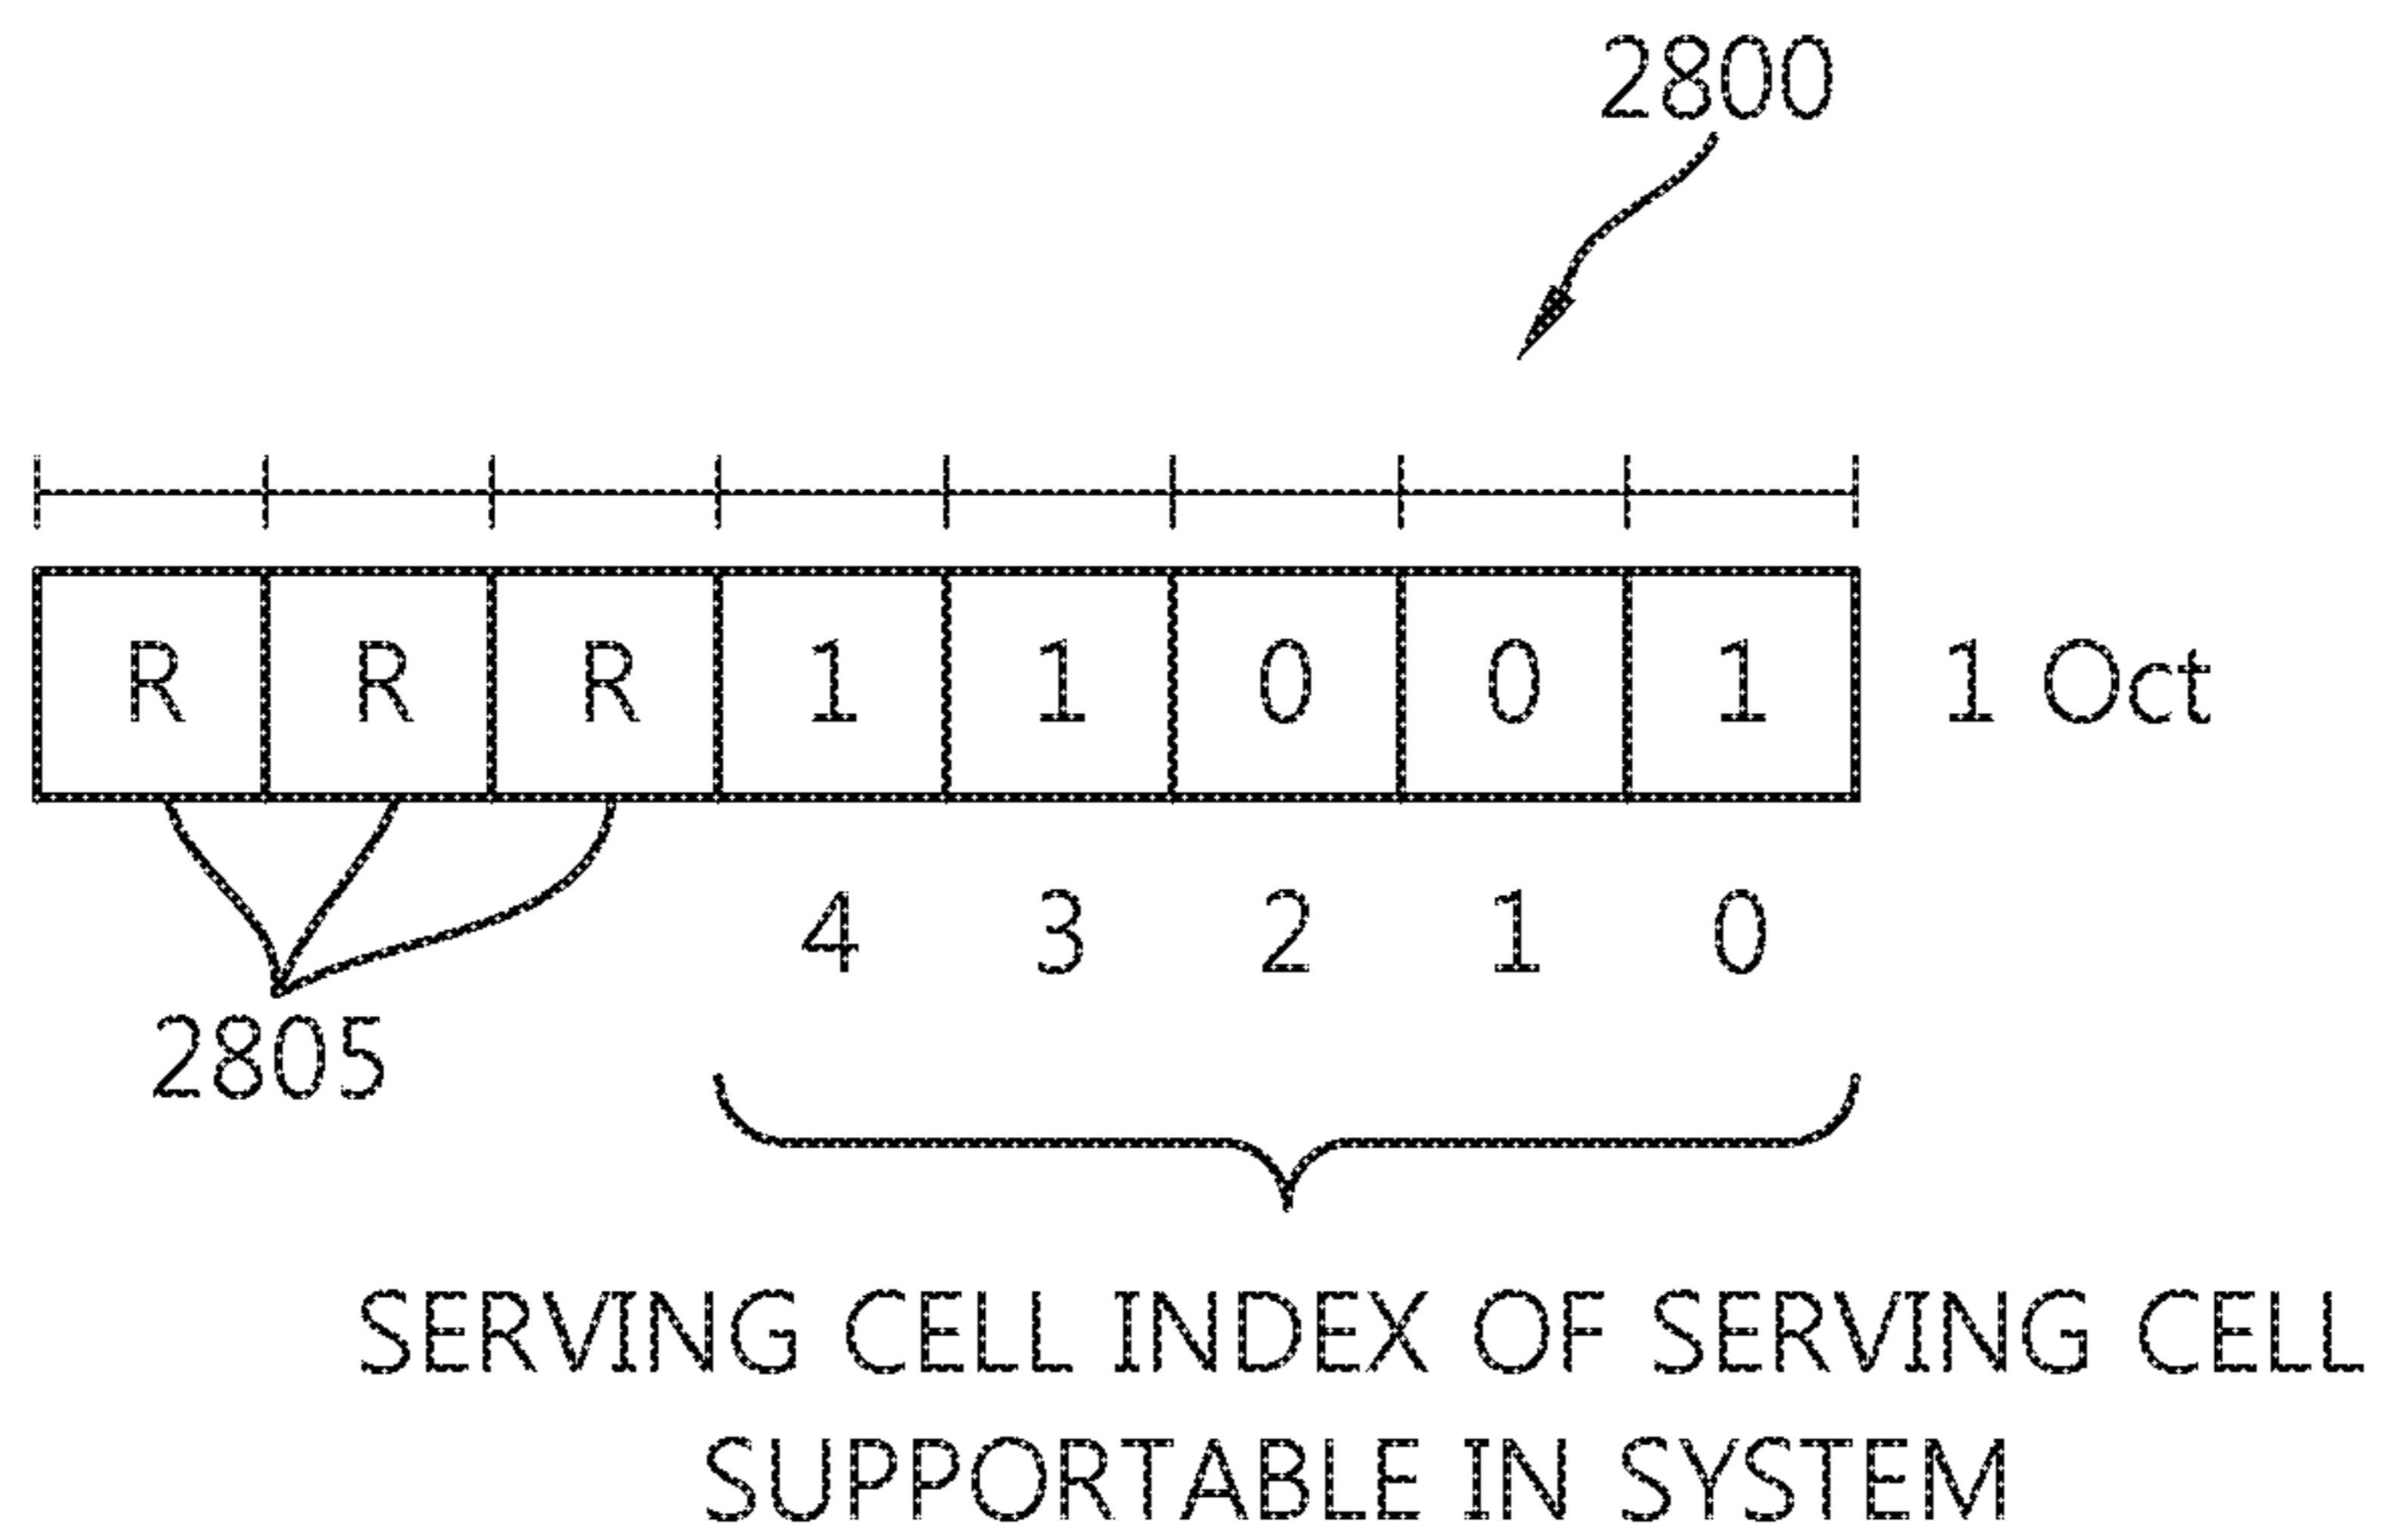 2800
R R R 1 1 0 0 1 1 Oct
4 3 2 1 0
2805
SERVING CELL INDEX OF SERVING CELL
SUPPORTABLE IN SYSTEM